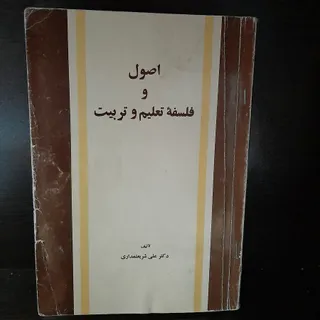 اصول
و
فلسفهٔ تعلیم و تربیت
تألیف
دکتر علی شریعتمداری